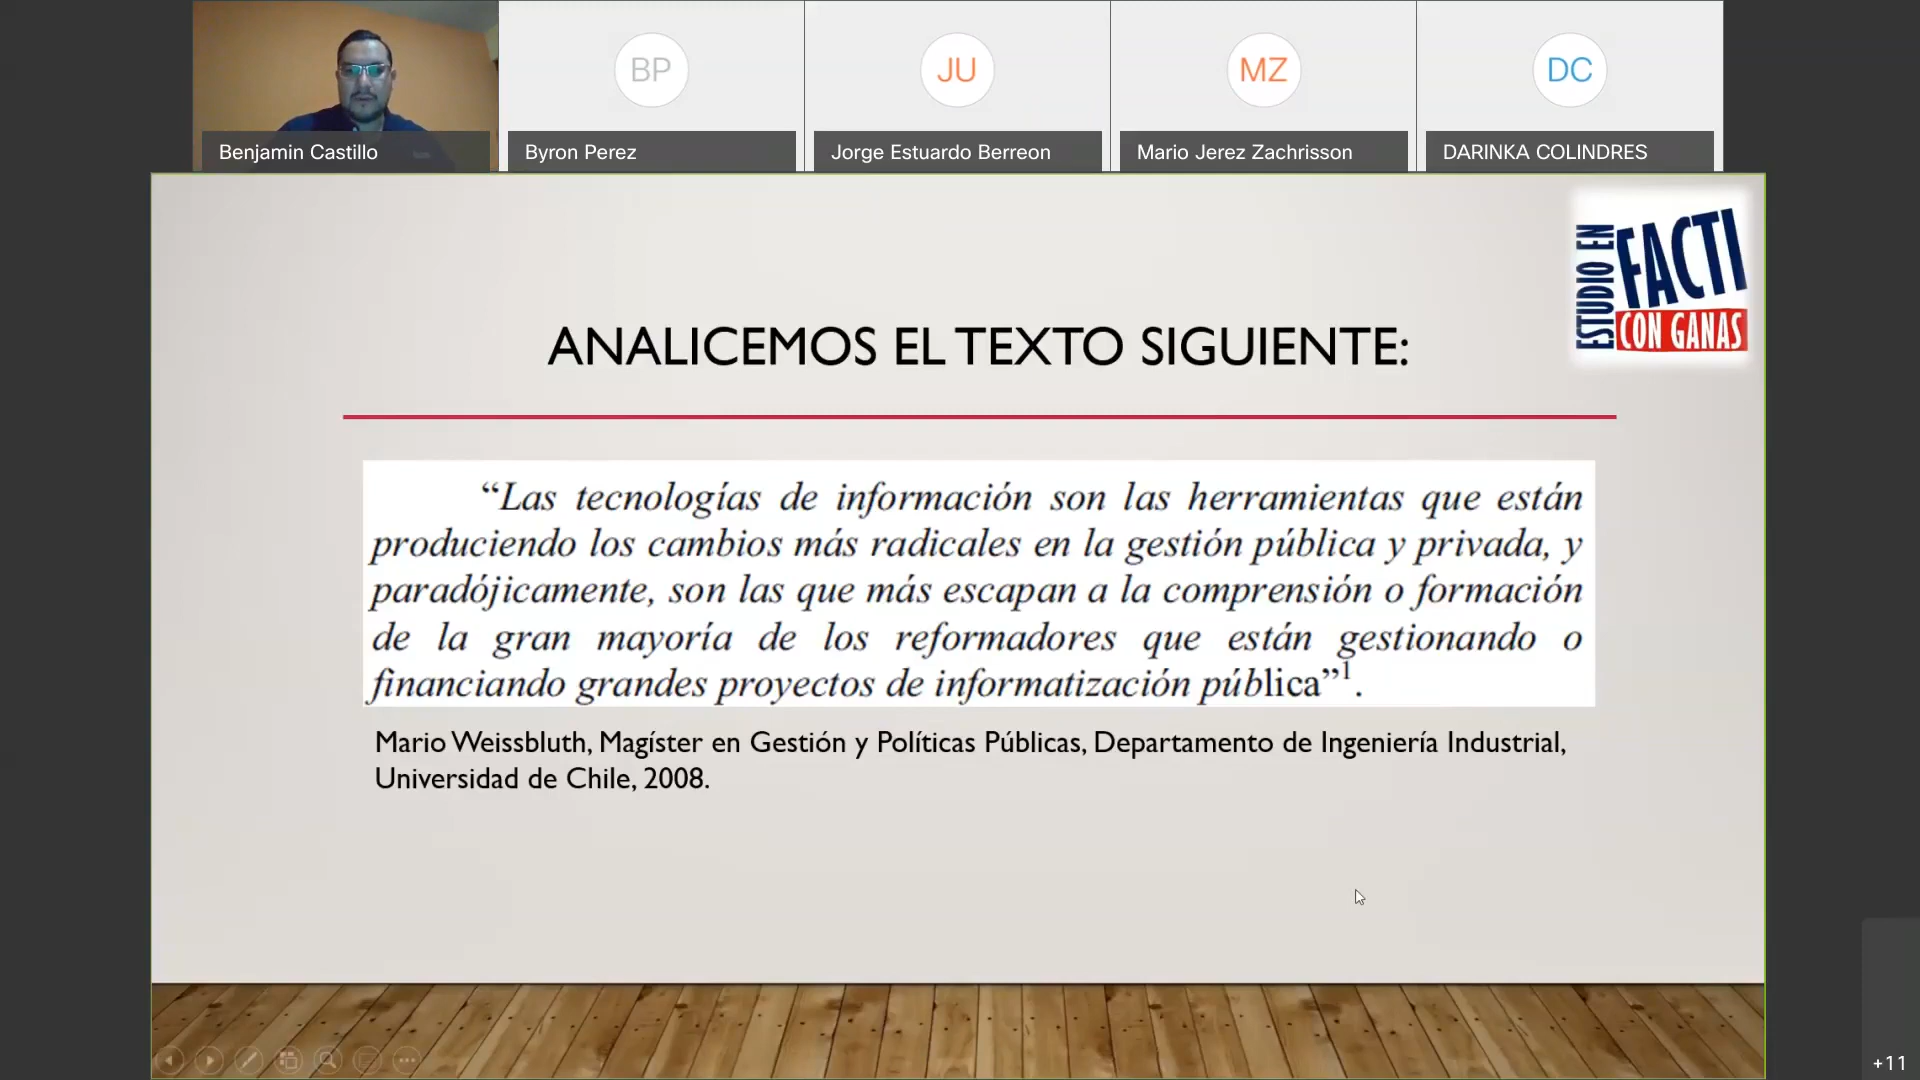 BP
JU
MZ
DC
Benjamin Castillo
Byron Perez
Jorge Estuardo Berreon
Mario Jerez Zachrisson
DARINKA COLINDRES
ESTUDIO EN
FACTI
CON GANAS
ANALICEMOS EL TEXTO SIGUIENTE:
“Las tecnologías de información son las herramientas que están
produciendo los cambios más radicales en la gestión pública y privada, y
paradójicamente, son las que más escapan a la comprensión o formación
de la gran mayoría de los reformadores que están gestionando o
financiando grandes proyectos de informatización pública”¹.
Mario Weissbluth, Magíster en Gestión y Políticas Públicas, Departamento de Ingeniería Industrial,
Universidad de Chile, 2008.
+11